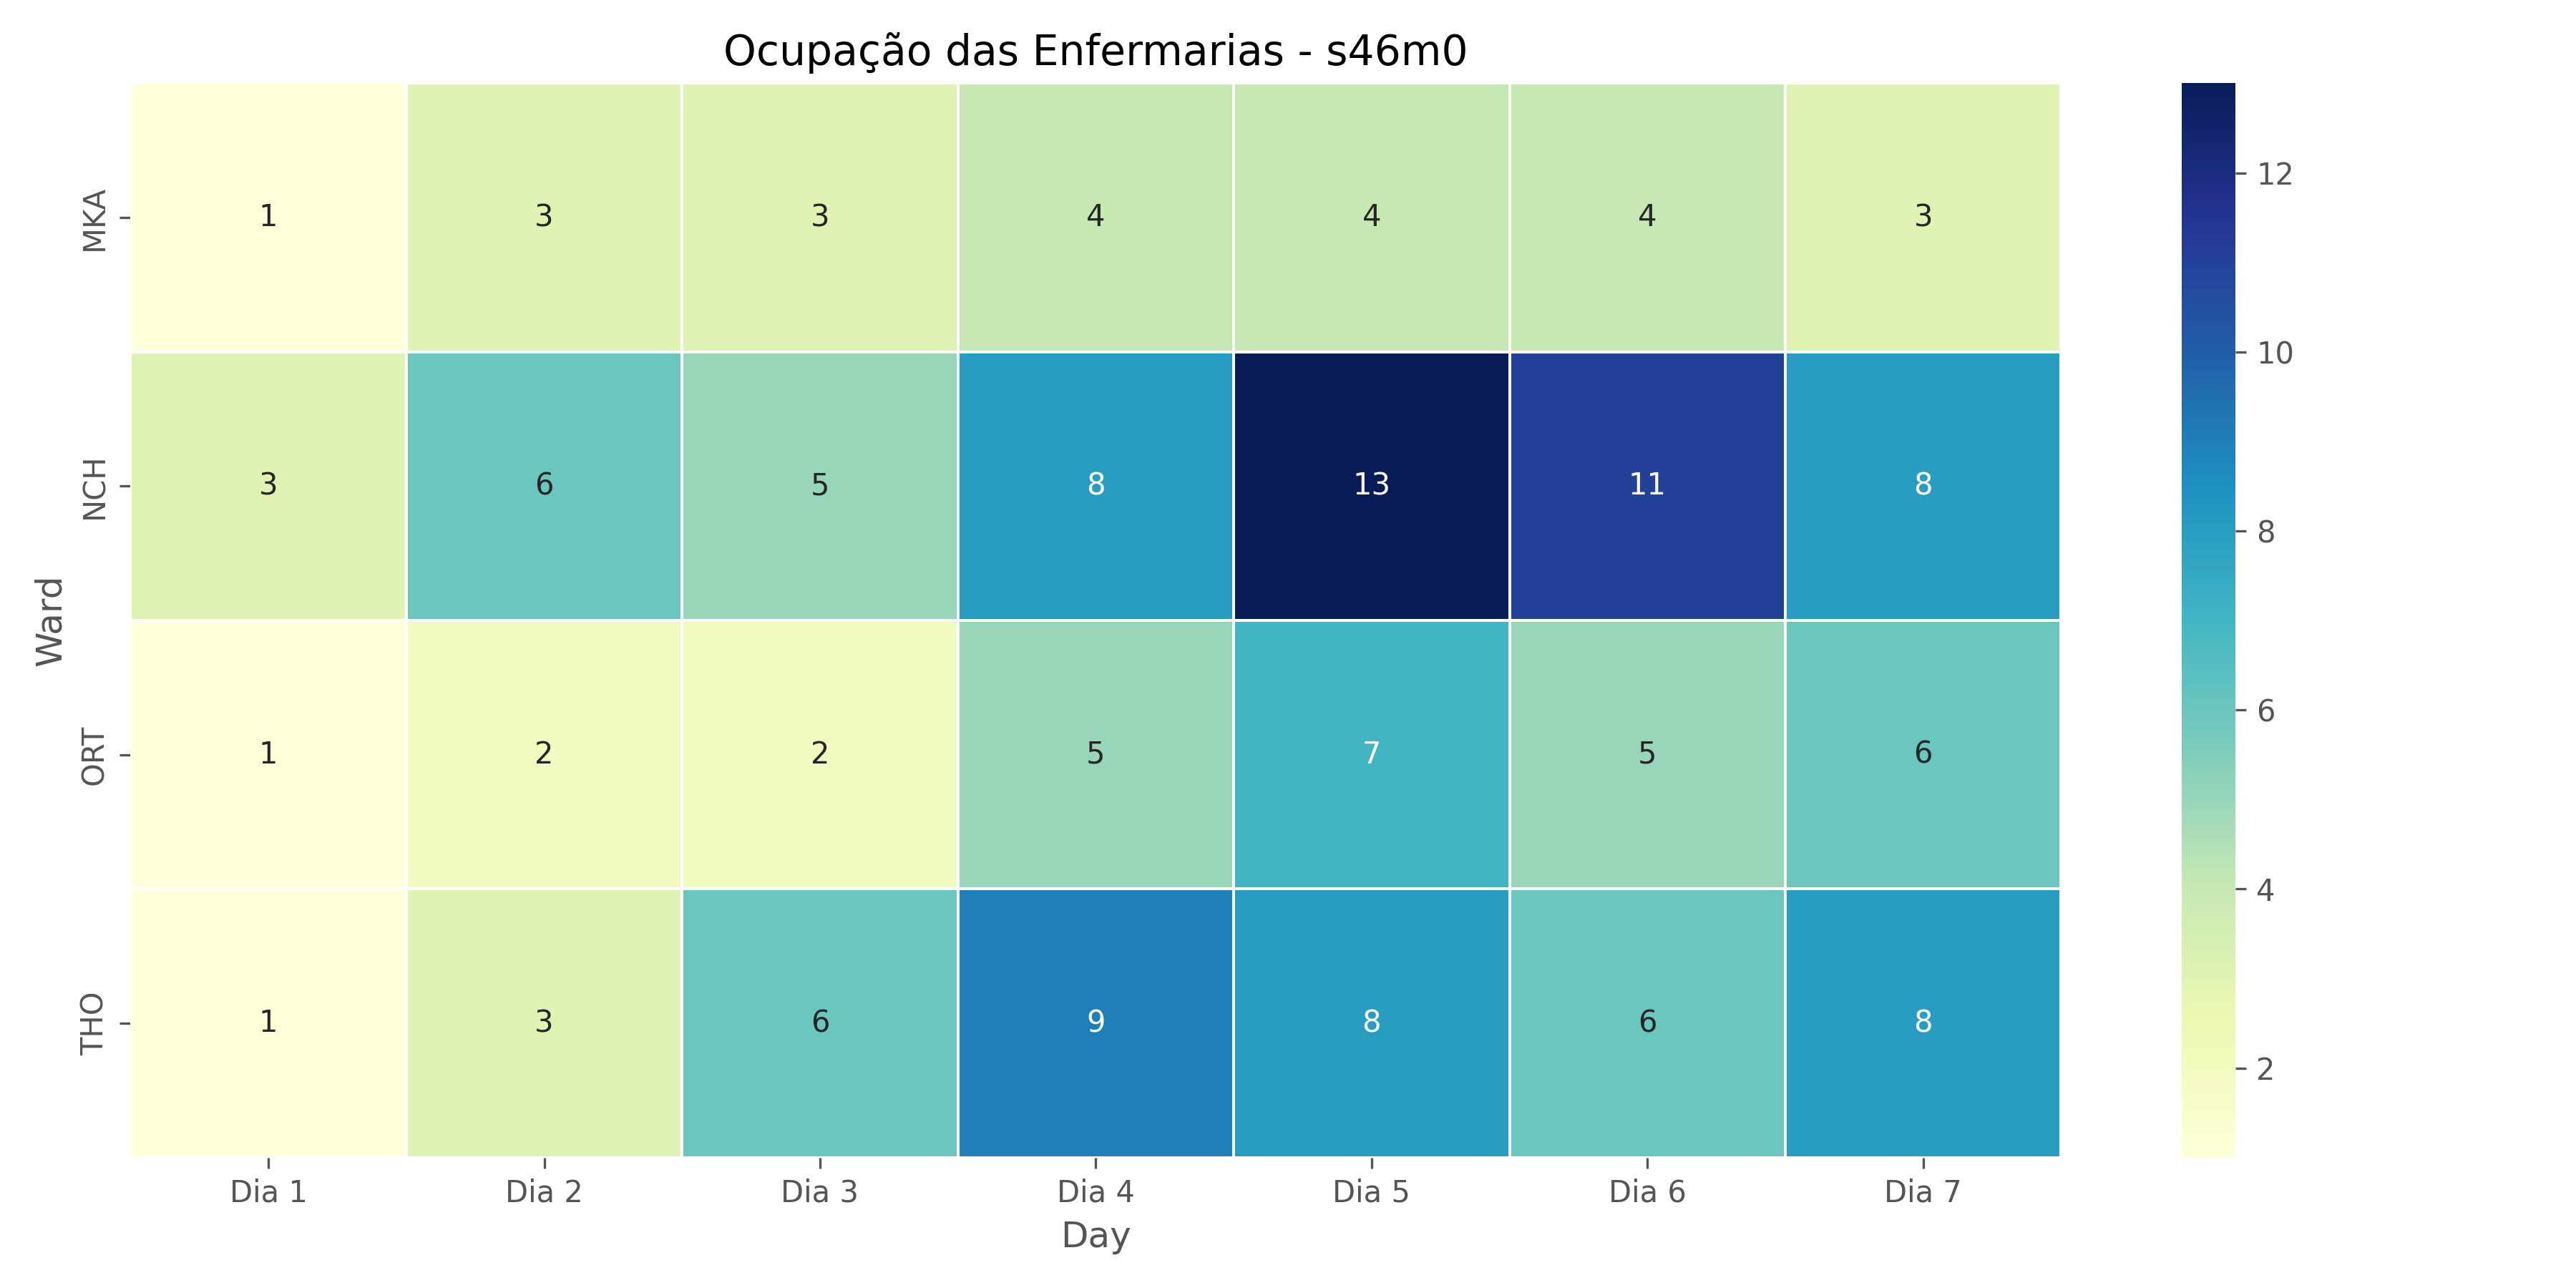 Ocupação das Enfermarias - s46m0
Ward
MKA 1 3 3 4 4 4 3
NCH 3 6 5 8 13 11 8
ORT 1 2 2 5 7 5 6
THO 1 3 6 9 8 6 8
Dia 1 Dia 2 Dia 3 Dia 4 Dia 5 Dia 6 Dia 7
Day
12
10
8
6
4
2